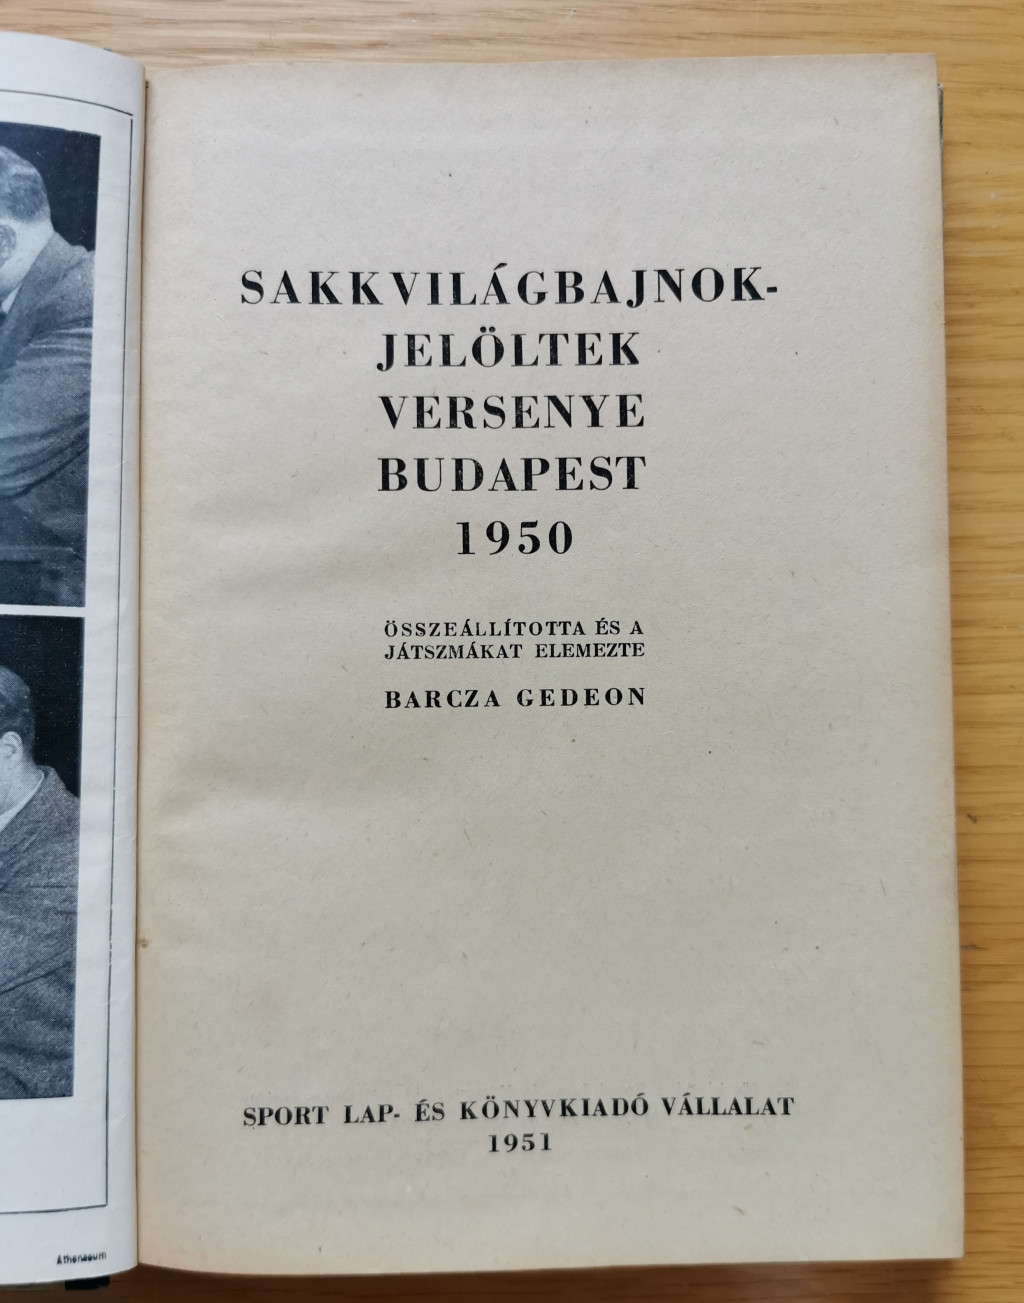 SAKKVILÁGBAJNOK-
JELÖLTEK
VERSENYE
BUDAPEST
1950
ÖSSZEÁLLÍTOTTA ÉS A
JÁTSZMÁKAT ELEMEZTE
BARCZA GEDEON
SPORT LAP- ÉS KÖNYVKIADÓ VÁLLALAT
1951
Athenaeum